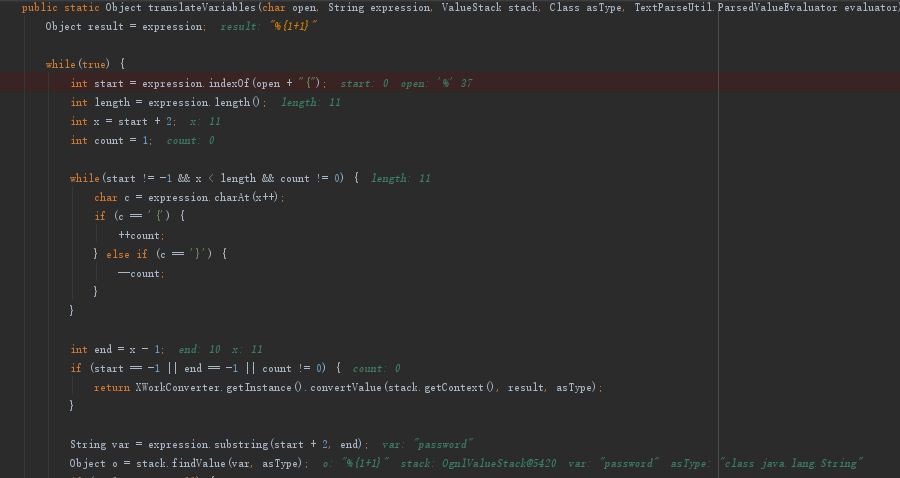 public static Object translateVariables(char open, String expression, ValueStack stack, Class asType, TextParseUtil.ParsedValueEvaluator evaluator)
Object result = expression; result: "%{1+1}"
while(true) {
int start = expression.indexOf(open + "{"); start: 0 open: '%' 37
int length = expression.length(); length: 11
int x = start + 2; x: 11
int count = 1; count: 0
while(start != -1 && x < length && count != 0) { length: 11
char c = expression.charAt(x++);
if (c == '{') {
++count;
} else if (c == '}') {
--count;
}
}
int end = x - 1; end: 10 x: 11
if (start == -1 || end == -1 || count != 0) { count: 0
return XWorkConverter.getInstance().convertValue(stack.getContext(), result, asType);
}
String var = expression.substring(start + 2, end); var: "password"
Object o = stack.findValue(var, asType); o: "%{1+1}" stack: OgnlValueStack@5420 var: "password" asType: "class java.lang.String"